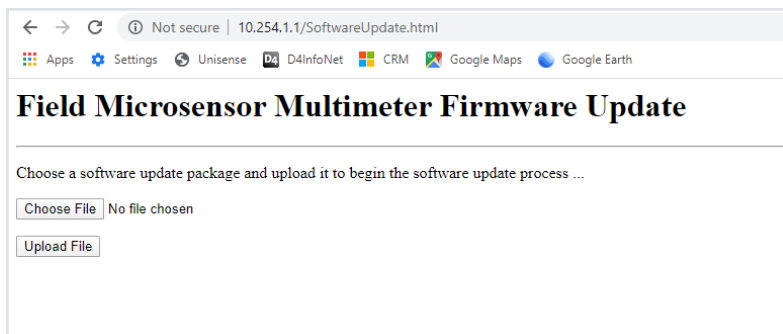 Not secure | 10.254.1.1/SoftwareUpdate.html
Apps Settings Unisense D4 D4InfoNet CRM Google Maps Google Earth
Field Microsensor Multimeter Firmware Update
Choose a software update package and upload it to begin the software update process ...
Choose File No file chosen
Upload File